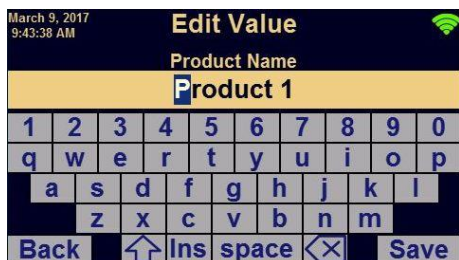 March 9, 2017
9:43:38 AM
Edit Value
Product Name
Product 1
1 2 3 4 5 6 7 8 9 0
q w e r t y u i o p
a s d f g h j k l
z x c v b n m
Back Ins space Save